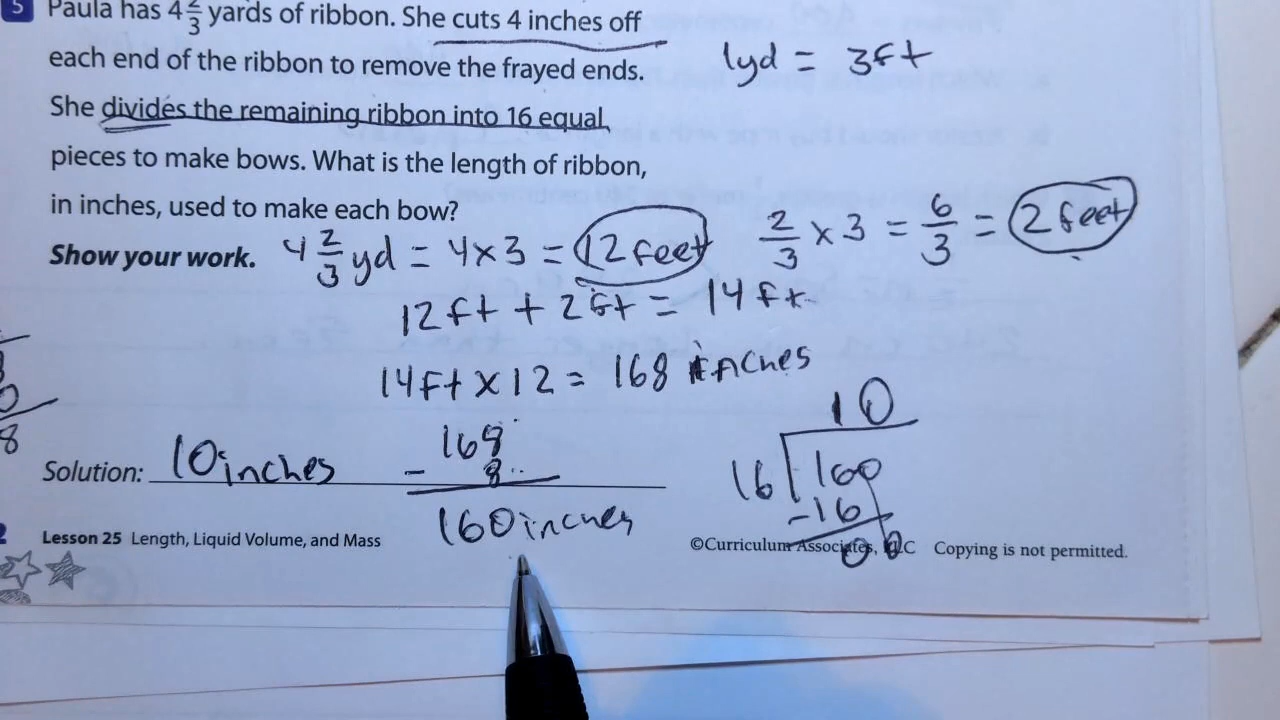 5 Paula has 4 2/3 yards of ribbon. She cuts 4 inches off
each end of the ribbon to remove the frayed ends.
1yd = 3ft
She divides the remaining ribbon into 16 equal
pieces to make bows. What is the length of ribbon,
in inches, used to make each bow?
Show your work.
4 2/3 yd = 4 x 3 = 12 feet
2/3 x 3 = 6/3 = 2 feet
12ft + 2ft = 14ft
14ft x 12 = 168 inches
168
- 8
160 inches
10
16 160
-16
00
8
Solution: 10 inches
Lesson 25 Length, Liquid Volume, and Mass
©Curriculum Associates, LLC Copying is not permitted.